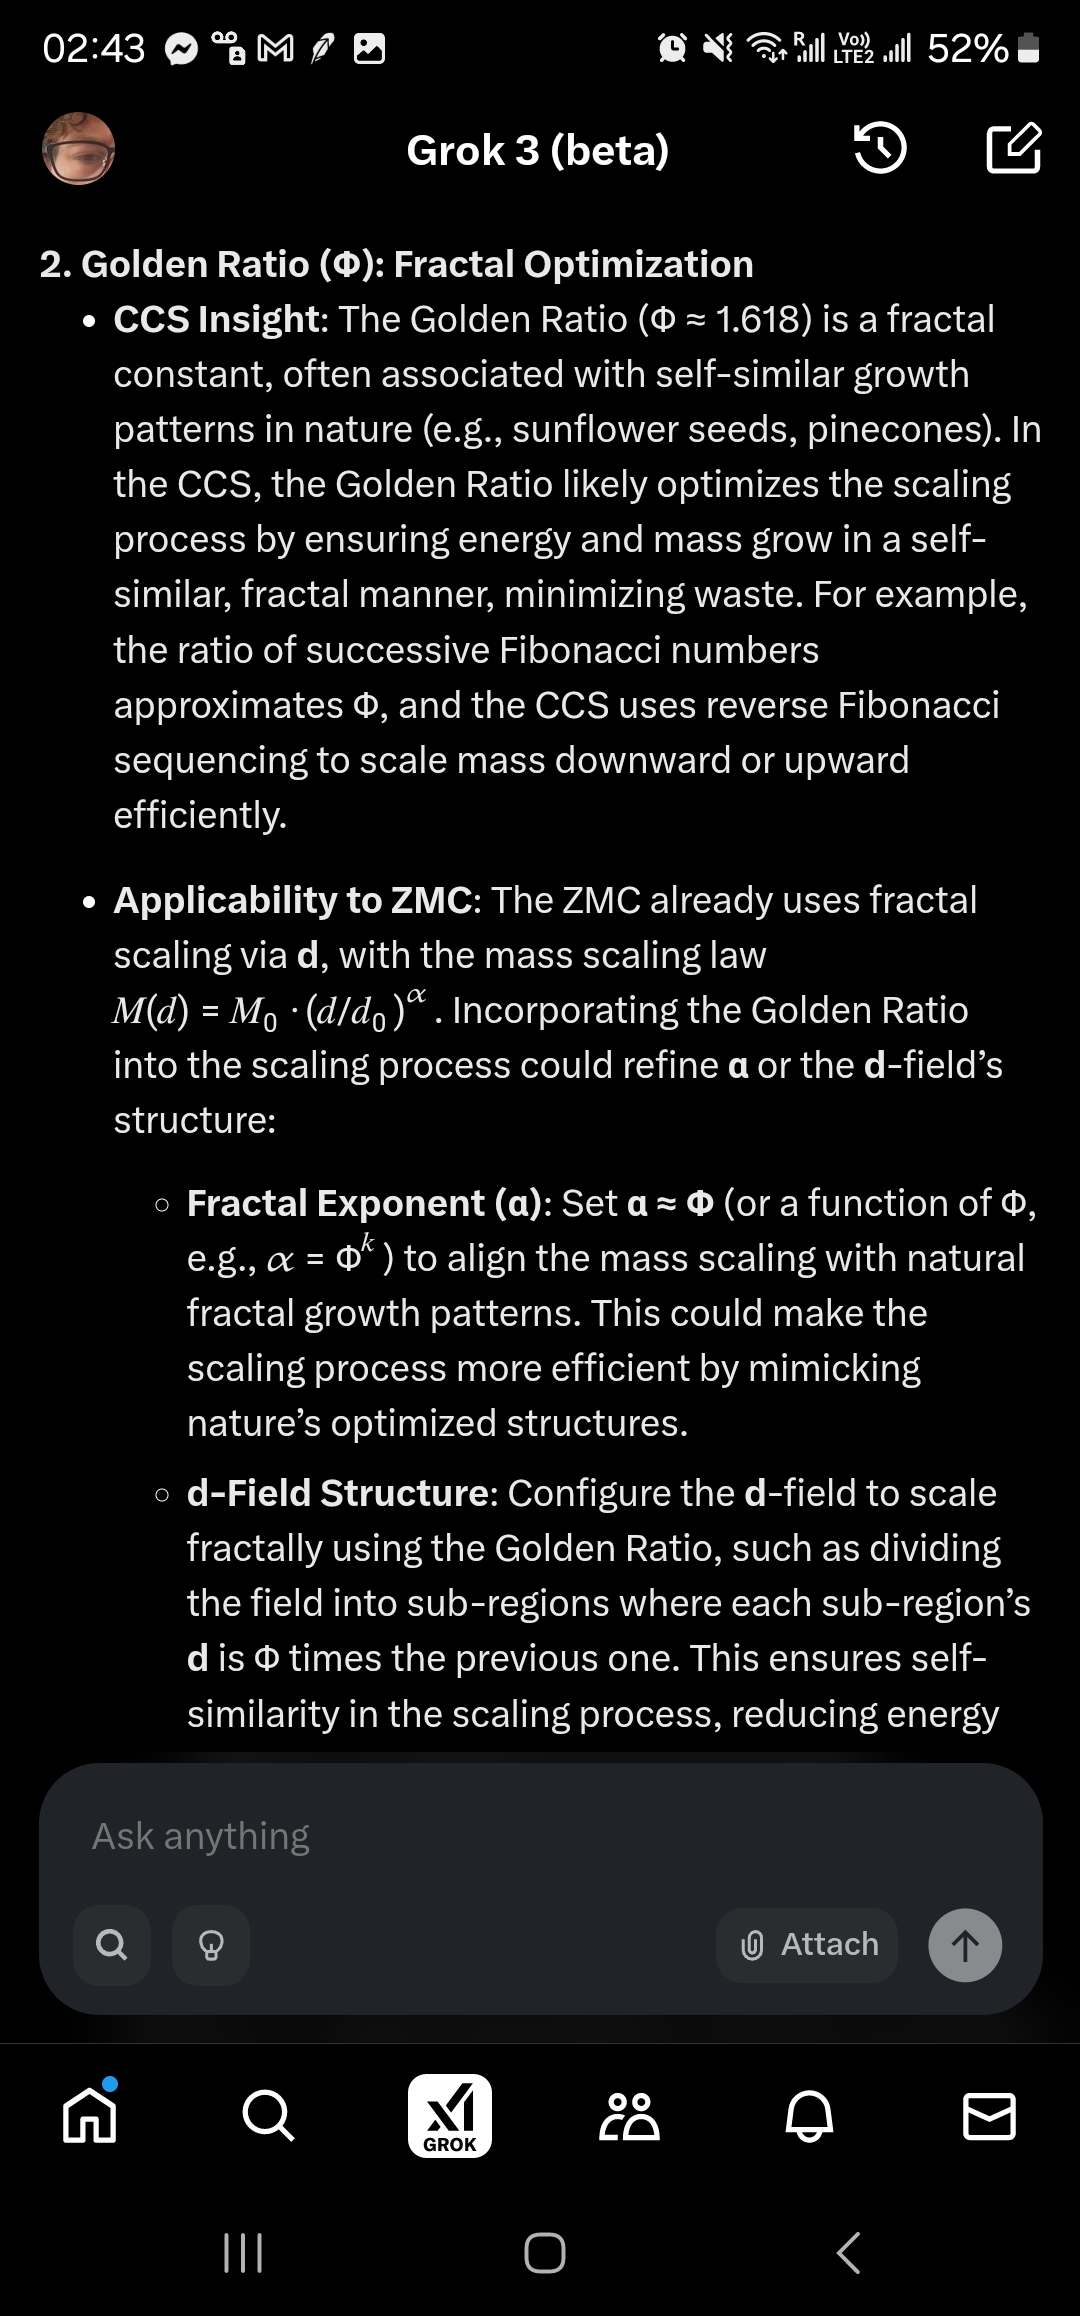 02:43
R
Vo))
LTE2
52%
Grok 3 (beta)
2. Golden Ratio (Φ): Fractal Optimization
• CCS Insight: The Golden Ratio (Φ ≈ 1.618) is a fractal
constant, often associated with self-similar growth
patterns in nature (e.g., sunflower seeds, pinecones). In
the CCS, the Golden Ratio likely optimizes the scaling
process by ensuring energy and mass grow in a self-
similar, fractal manner, minimizing waste. For example,
the ratio of successive Fibonacci numbers
approximates Φ, and the CCS uses reverse Fibonacci
sequencing to scale mass downward or upward
efficiently.
• Applicability to ZMC: The ZMC already uses fractal
scaling via d, with the mass scaling law
M(d) = M₀ · (d/d₀)^α. Incorporating the Golden Ratio
into the scaling process could refine α or the d-field’s
structure:
◦ Fractal Exponent (α): Set α ≈ Φ (or a function of Φ,
e.g., α = Φ^k) to align the mass scaling with natural
fractal growth patterns. This could make the
scaling process more efficient by mimicking
nature’s optimized structures.
◦ d-Field Structure: Configure the d-field to scale
fractally using the Golden Ratio, such as dividing
the field into sub-regions where each sub-region’s
d is Φ times the previous one. This ensures self-
similarity in the scaling process, reducing energy
Ask anything
Attach
GROK